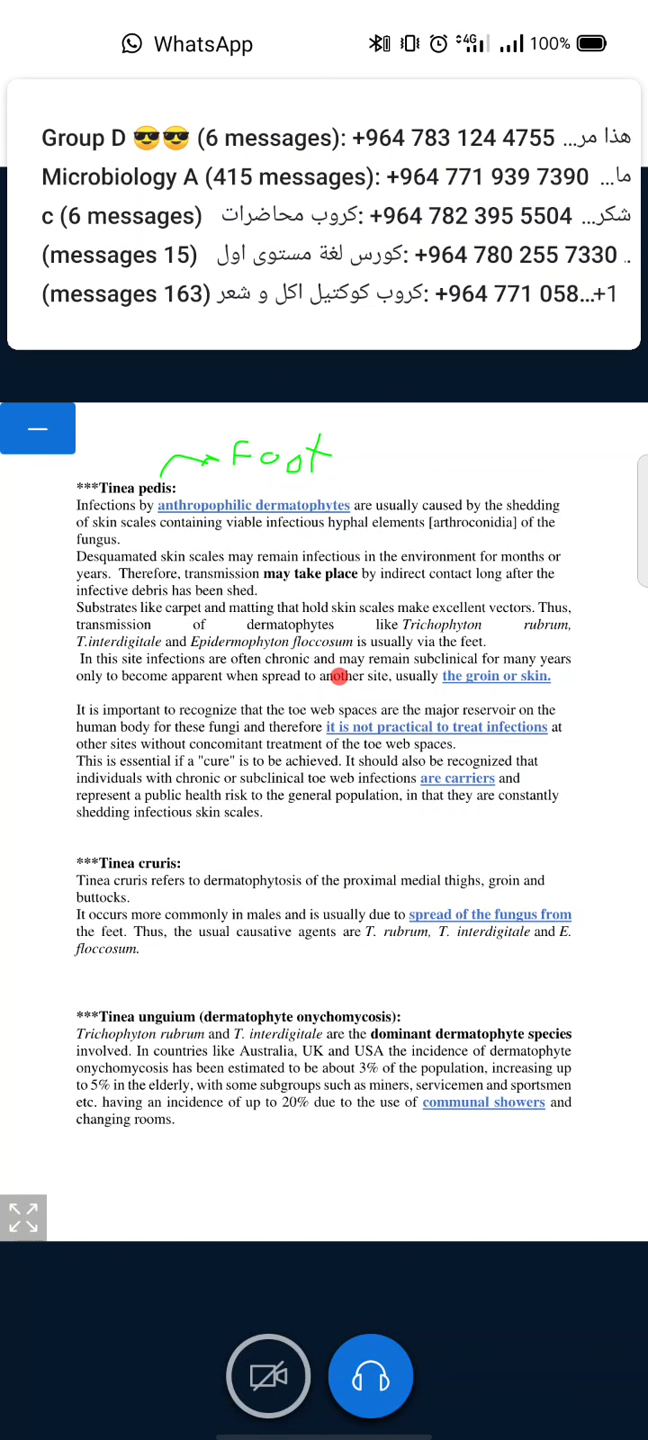 WhatsApp 4G 100%
Group D 😎😎 (6 messages): +964 783 124 4755 هذا مر...
Microbiology A (415 messages): +964 771 939 7390 ما...
c (6 messages) كروب محاضرات: +964 782 395 5504 شكر...
(messages 15) كورس لغة مستوى اول: +964 780 255 7330 ..
(messages 163) كروب كوكتيل اكل و شعر: +964 771 058...+1
Foot
***Tinea pedis:
Infections by anthropophilic dermatophytes are usually caused by the shedding
of skin scales containing viable infectious hyphal elements [arthroconidia] of the
fungus.
Desquamated skin scales may remain infectious in the environment for months or
years. Therefore, transmission may take place by indirect contact long after the
infective debris has been shed.
Substrates like carpet and matting that hold skin scales make excellent vectors. Thus,
transmission of dermatophytes like Trichophyton rubrum,
T.interdigitale and Epidermophyton floccosum is usually via the feet.
In this site infections are often chronic and may remain subclinical for many years
only to become apparent when spread to another site, usually the groin or skin.
It is important to recognize that the toe web spaces are the major reservoir on the
human body for these fungi and therefore it is not practical to treat infections at
other sites without concomitant treatment of the toe web spaces.
This is essential if a "cure" is to be achieved. It should also be recognized that
individuals with chronic or subclinical toe web infections are carriers and
represent a public health risk to the general population, in that they are constantly
shedding infectious skin scales.
***Tinea cruris:
Tinea cruris refers to dermatophytosis of the proximal medial thighs, groin and
buttocks.
It occurs more commonly in males and is usually due to spread of the fungus from
the feet. Thus, the usual causative agents are T. rubrum, T. interdigitale and E.
floccosum.
***Tinea unguium (dermatophyte onychomycosis):
Trichophyton rubrum and T. interdigitale are the dominant dermatophyte species
involved. In countries like Australia, UK and USA the incidence of dermatophyte
onychomycosis has been estimated to be about 3% of the population, increasing up
to 5% in the elderly, with some subgroups such as miners, servicemen and sportsmen
etc. having an incidence of up to 20% due to the use of communal showers and
changing rooms.